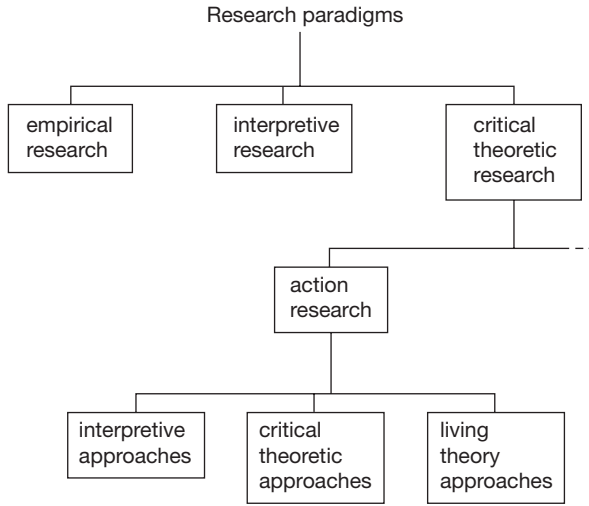 Research paradigms
empirical
research
interpretive
research
critical
theoretic
research
action
research
interpretive
approaches
critical
theoretic
approaches
living
theory
approaches